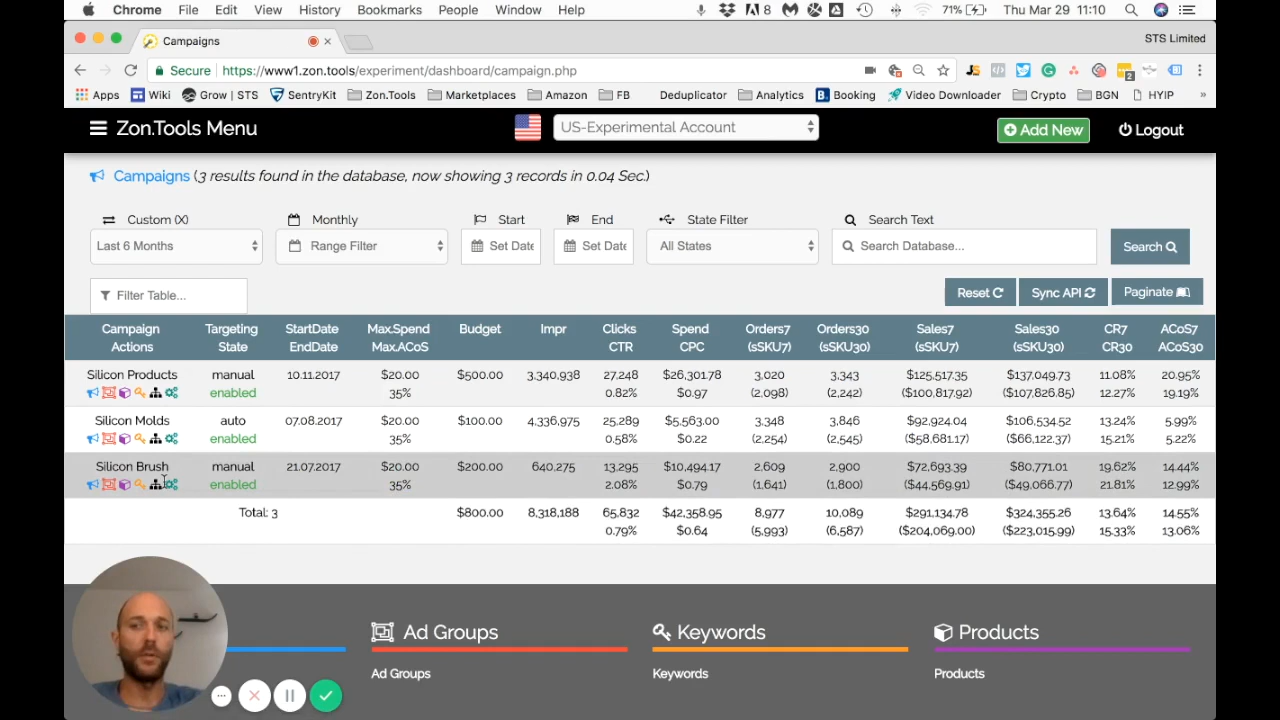 Chrome File Edit View History Bookmarks People Window Help 8 71% Thu Mar 29 11:10
Campaigns STS Limited
Secure https://www1.zon.tools/experiment/dashboard/campaign.php
Apps Wiki Grow | STS SentryKit Zon.Tools Marketplaces Amazon FB Deduplicator Analytics Booking Video Downloader Crypto BGN HYIP »
Zon.Tools Menu US-Experimental Account Add New Logout
Campaigns (3 results found in the database, now showing 3 records in 0.04 Sec.)
Custom (X) Monthly Start End State Filter Search Text
Last 6 Months Range Filter Set Date Set Date All States Search Database... Search
Filter Table... Reset Sync API Paginate
Campaign Targeting StartDate Max.Spend Budget Impr Clicks Spend Orders7 Orders30 Sales7 Sales30 CR7 ACoS7
Actions State EndDate Max.ACoS CTR CPC (sSKU7) (sSKU30) (sSKU7) (sSKU30) CR30 ACoS30
Silicon Products manual 10.11.2017 $20.00 $500.00 3,340,938 27,248 $26,301.78 3,020 3,343 $125,517.35 $137,049.73 11.08% 20.95%
enabled 35% 0.82% $0.97 (2,098) (2,242) ($100,817.92) ($107,826.85) 12.27% 19.19%
Silicon Molds auto 07.08.2017 $20.00 $100.00 4,336,975 25,289 $5,563.00 3,348 3,846 $92,924.04 $106,534.52 13.24% 5.99%
enabled 35% 0.58% $0.22 (2,254) (2,545) ($58,681.17) ($66,122.37) 15.21% 5.22%
Silicon Brush manual 21.07.2017 $20.00 $200.00 640,275 13,295 $10,494.17 2,609 2,900 $72,693.39 $80,771.01 19.62% 14.44%
enabled 35% 2.08% $0.79 (1,641) (1,800) ($44,569.91) ($49,066.77) 21.81% 12.99%
Total: 3 $800.00 8,318,188 65,832 $42,358.95 8,977 10,089 $291,134.78 $324,355.26 13.64% 14.55%
0.79% $0.64 (5,993) (6,587) ($204,069.00) ($223,015.99) 15.33% 13.06%
Ad Groups Keywords Products
Ad Groups Keywords Products